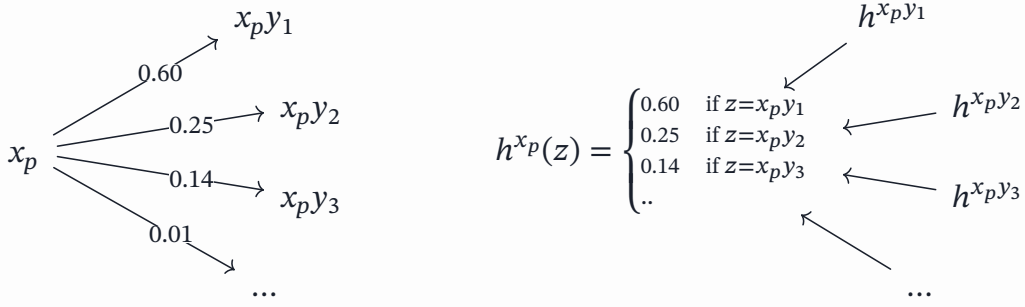 x_p y_1
0.60
x_p y_2
0.25
x_p
0.14
x_p y_3
0.01
...
h^{x_p y_1}
h^{x_p}(z) = { 0.60 if z=x_p y_1
0.25 if z=x_p y_2
0.14 if z=x_p y_3
..
h^{x_p y_2}
h^{x_p y_3}
...